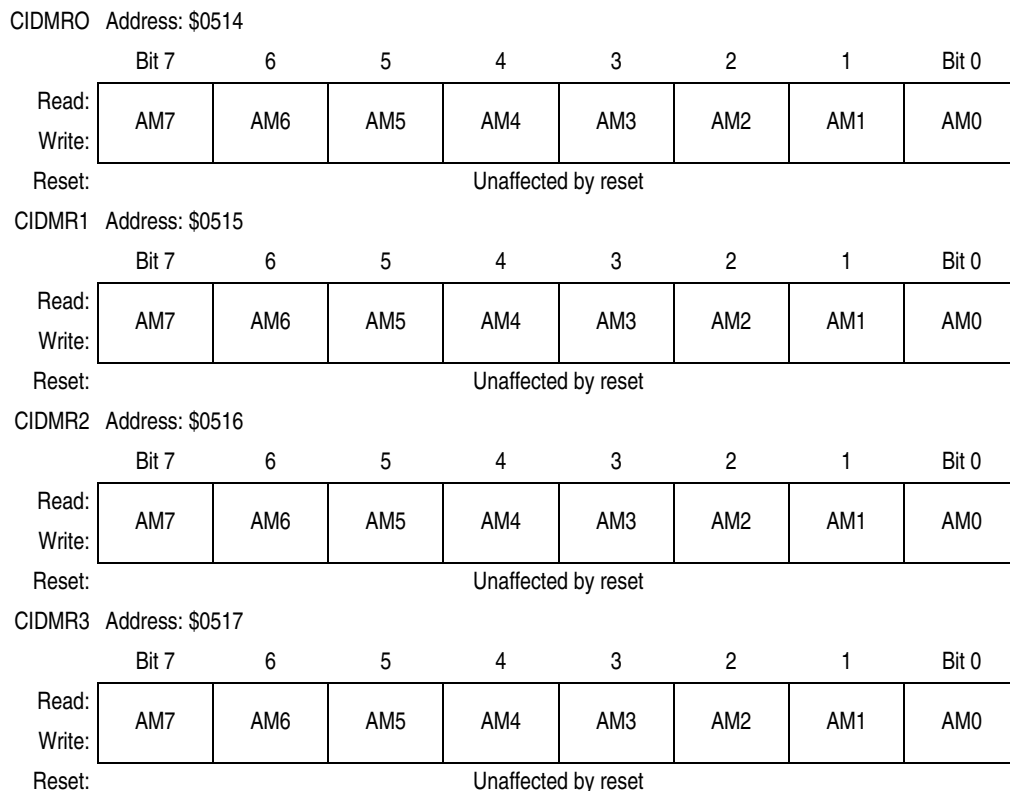 CIDMRO Address: $0514
Bit 7 6 5 4 3 2 1 Bit 0
Read:
AM7 AM6 AM5 AM4 AM3 AM2 AM1 AM0
Write:
Reset: Unaffected by reset
CIDMR1 Address: $0515
Bit 7 6 5 4 3 2 1 Bit 0
Read:
AM7 AM6 AM5 AM4 AM3 AM2 AM1 AM0
Write:
Reset: Unaffected by reset
CIDMR2 Address: $0516
Bit 7 6 5 4 3 2 1 Bit 0
Read:
AM7 AM6 AM5 AM4 AM3 AM2 AM1 AM0
Write:
Reset: Unaffected by reset
CIDMR3 Address: $0517
Bit 7 6 5 4 3 2 1 Bit 0
Read:
AM7 AM6 AM5 AM4 AM3 AM2 AM1 AM0
Write:
Reset: Unaffected by reset